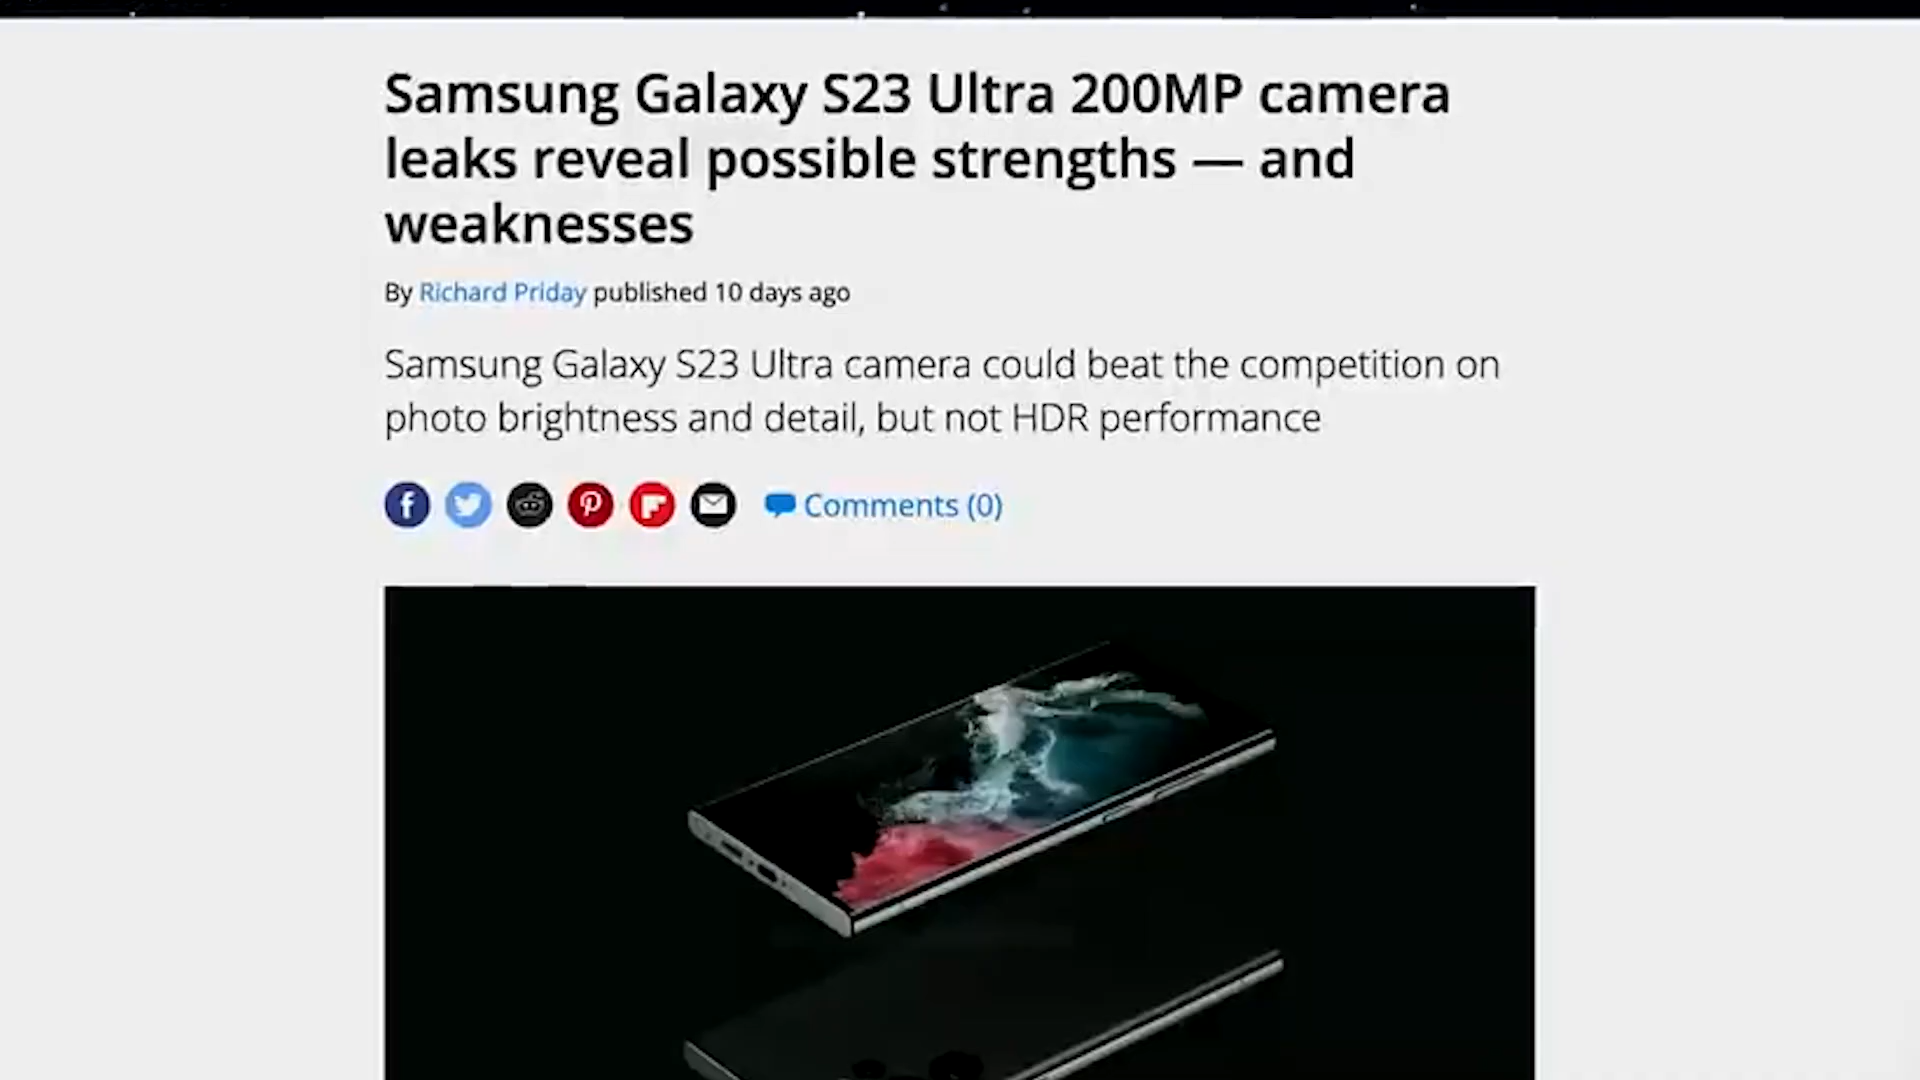 Samsung Galaxy S23 Ultra 200MP camera
leaks reveal possible strengths — and
weaknesses
By Richard Priday published 10 days ago
Samsung Galaxy S23 Ultra camera could beat the competition on
photo brightness and detail, but not HDR performance
Comments (0)